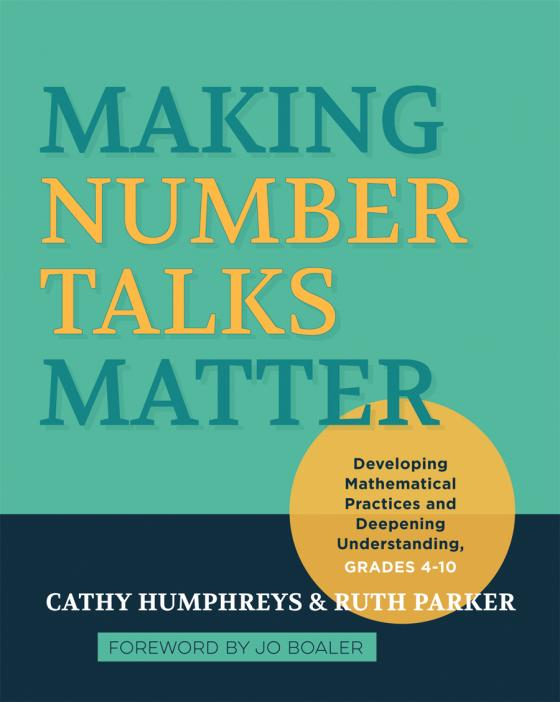 MAKING
NUMBER
TALKS
MATTER
Developing
Mathematical
Practices and
Deepening
Understanding,
GRADES 4-10
CATHY HUMPHREYS & RUTH PARKER
FOREWORD BY JO BOALER